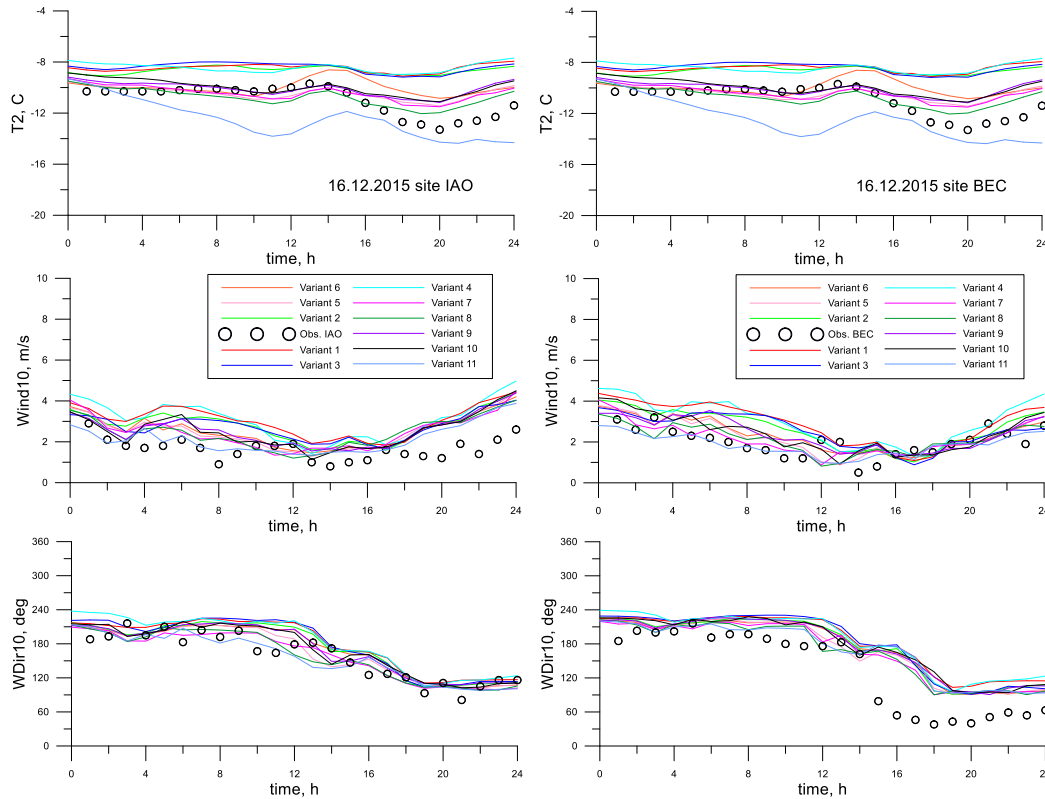 -4
-8
-12
-16
-20
T2, C
16.12.2015 site IAO
0 4 8 12 16 20 24
time, h
-4
-8
-12
-16
-20
T2, C
16.12.2015 site BEC
0 4 8 12 16 20 24
time, h
10
8
6
4
2
0
Wind10, m/s
Variant 6 Variant 4
Variant 5 Variant 7
Variant 2 Variant 8
Obs. IAO Variant 9
Variant 1 Variant 10
Variant 3 Variant 11
0 4 8 12 16 20 24
time, h
10
8
6
4
2
0
Wind10, m/s
Variant 6 Variant 4
Variant 5 Variant 7
Variant 2 Variant 8
Obs. BEC Variant 9
Variant 1 Variant 10
Variant 3 Variant 11
0 4 8 12 16 20 24
time, h
360
300
240
180
120
60
0
WDir10, deg
0 4 8 12 16 20 24
time, h
360
300
240
180
120
60
0
WDir10, deg
0 4 8 12 16 20 24
time, h